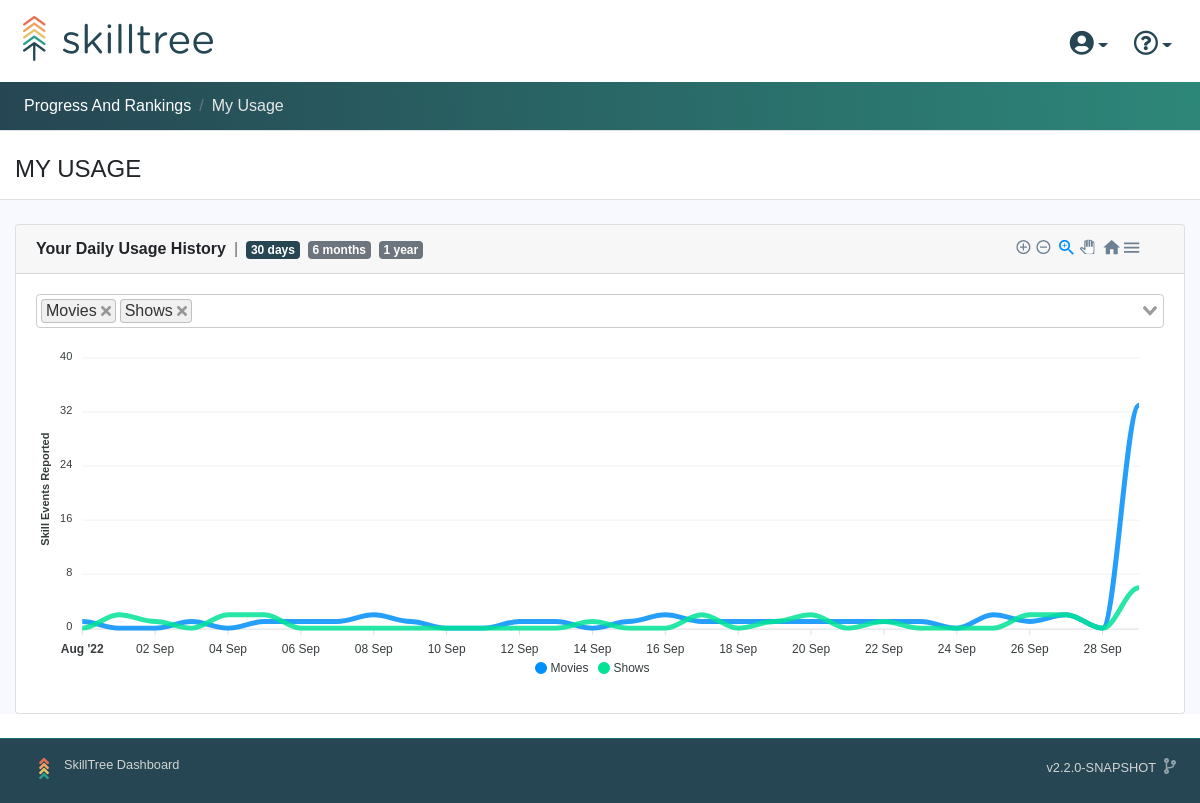 skilltree
Progress And Rankings / My Usage
MY USAGE
Your Daily Usage History | 30 days 6 months 1 year
Movies Shows
40
32
24
16
8
0
Skill Events Reported
Aug '22 02 Sep 04 Sep 06 Sep 08 Sep 10 Sep 12 Sep 14 Sep 16 Sep 18 Sep 20 Sep 22 Sep 24 Sep 26 Sep 28 Sep
Movies Shows
SkillTree Dashboard
v2.2.0-SNAPSHOT